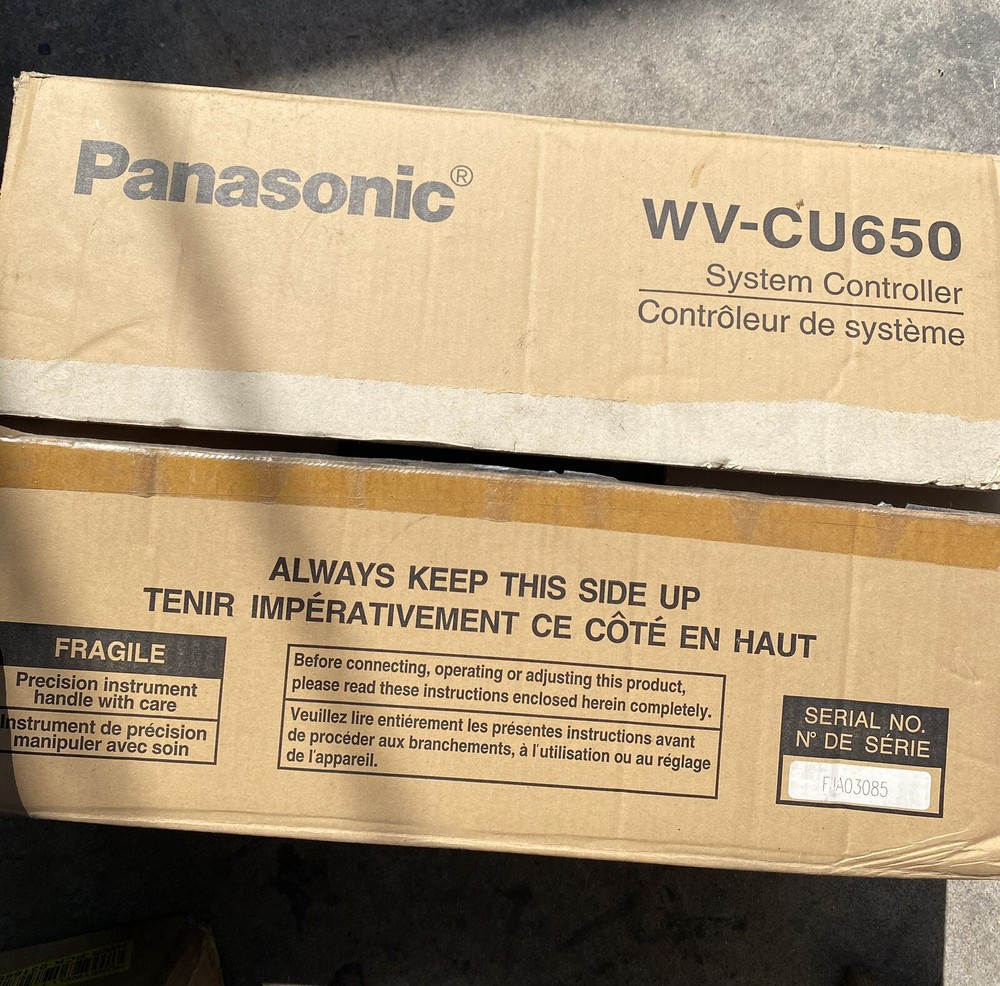 Panasonic®
WV-CU650
System Controller
Contrôleur de système
ALWAYS KEEP THIS SIDE UP
TENIR IMPÉRATIVEMENT CE CÔTÉ EN HAUT
FRAGILE
Precision instrument
handle with care
Instrument de précision
manipuler avec soin
Before connecting, operating or adjusting this product,
please read these instructions enclosed herein completely.
Veuillez lire entiérement les présentes instructions avant
de procéder aux branchements, à l'utilisation ou au réglage
de l'appareil.
SERIAL NO.
N° DE SÉRIE